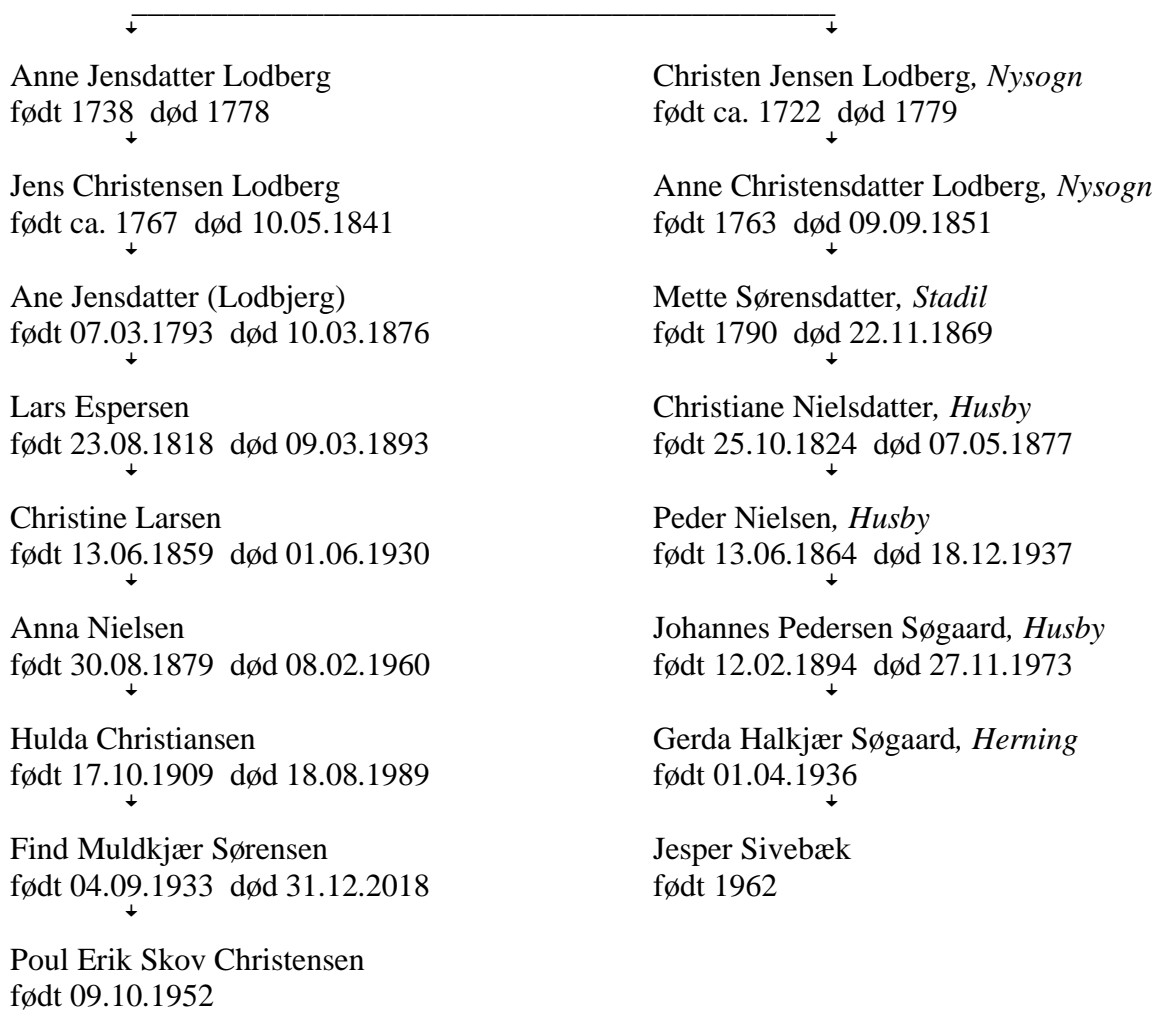 Anne Jensdatter Lodberg
født 1738 død 1778
Jens Christensen Lodberg
født ca. 1767 død 10.05.1841
Ane Jensdatter (Lodbjerg)
født 07.03.1793 død 10.03.1876
Lars Espersen
født 23.08.1818 død 09.03.1893
Christine Larsen
født 13.06.1859 død 01.06.1930
Anna Nielsen
født 30.08.1879 død 08.02.1960
Hulda Christiansen
født 17.10.1909 død 18.08.1989
Find Muldkjær Sørensen
født 04.09.1933 død 31.12.2018
Poul Erik Skov Christensen
født 09.10.1952
Christen Jensen Lodberg, Nysogn
født ca. 1722 død 1779
Anne Christensdatter Lodberg, Nysogn
født 1763 død 09.09.1851
Mette Sørensdatter, Stadil
født 1790 død 22.11.1869
Christiane Nielsdatter, Husby
født 25.10.1824 død 07.05.1877
Peder Nielsen, Husby
født 13.06.1864 død 18.12.1937
Johannes Pedersen Søgaard, Husby
født 12.02.1894 død 27.11.1973
Gerda Halkjær Søgaard, Herning
født 01.04.1936
Jesper Sivebæk
født 1962